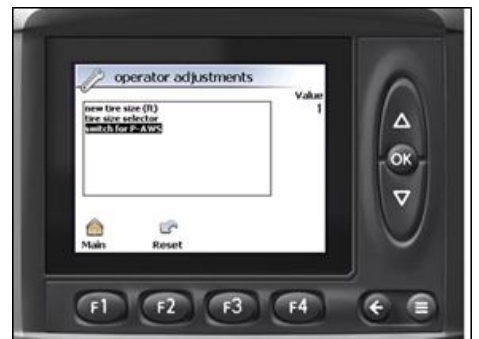 operator adjustments
Value
new tire size (ft)
1
tire size selector
switch for P-AWS
Main
Reset
OK
F1
F2
F3
F4